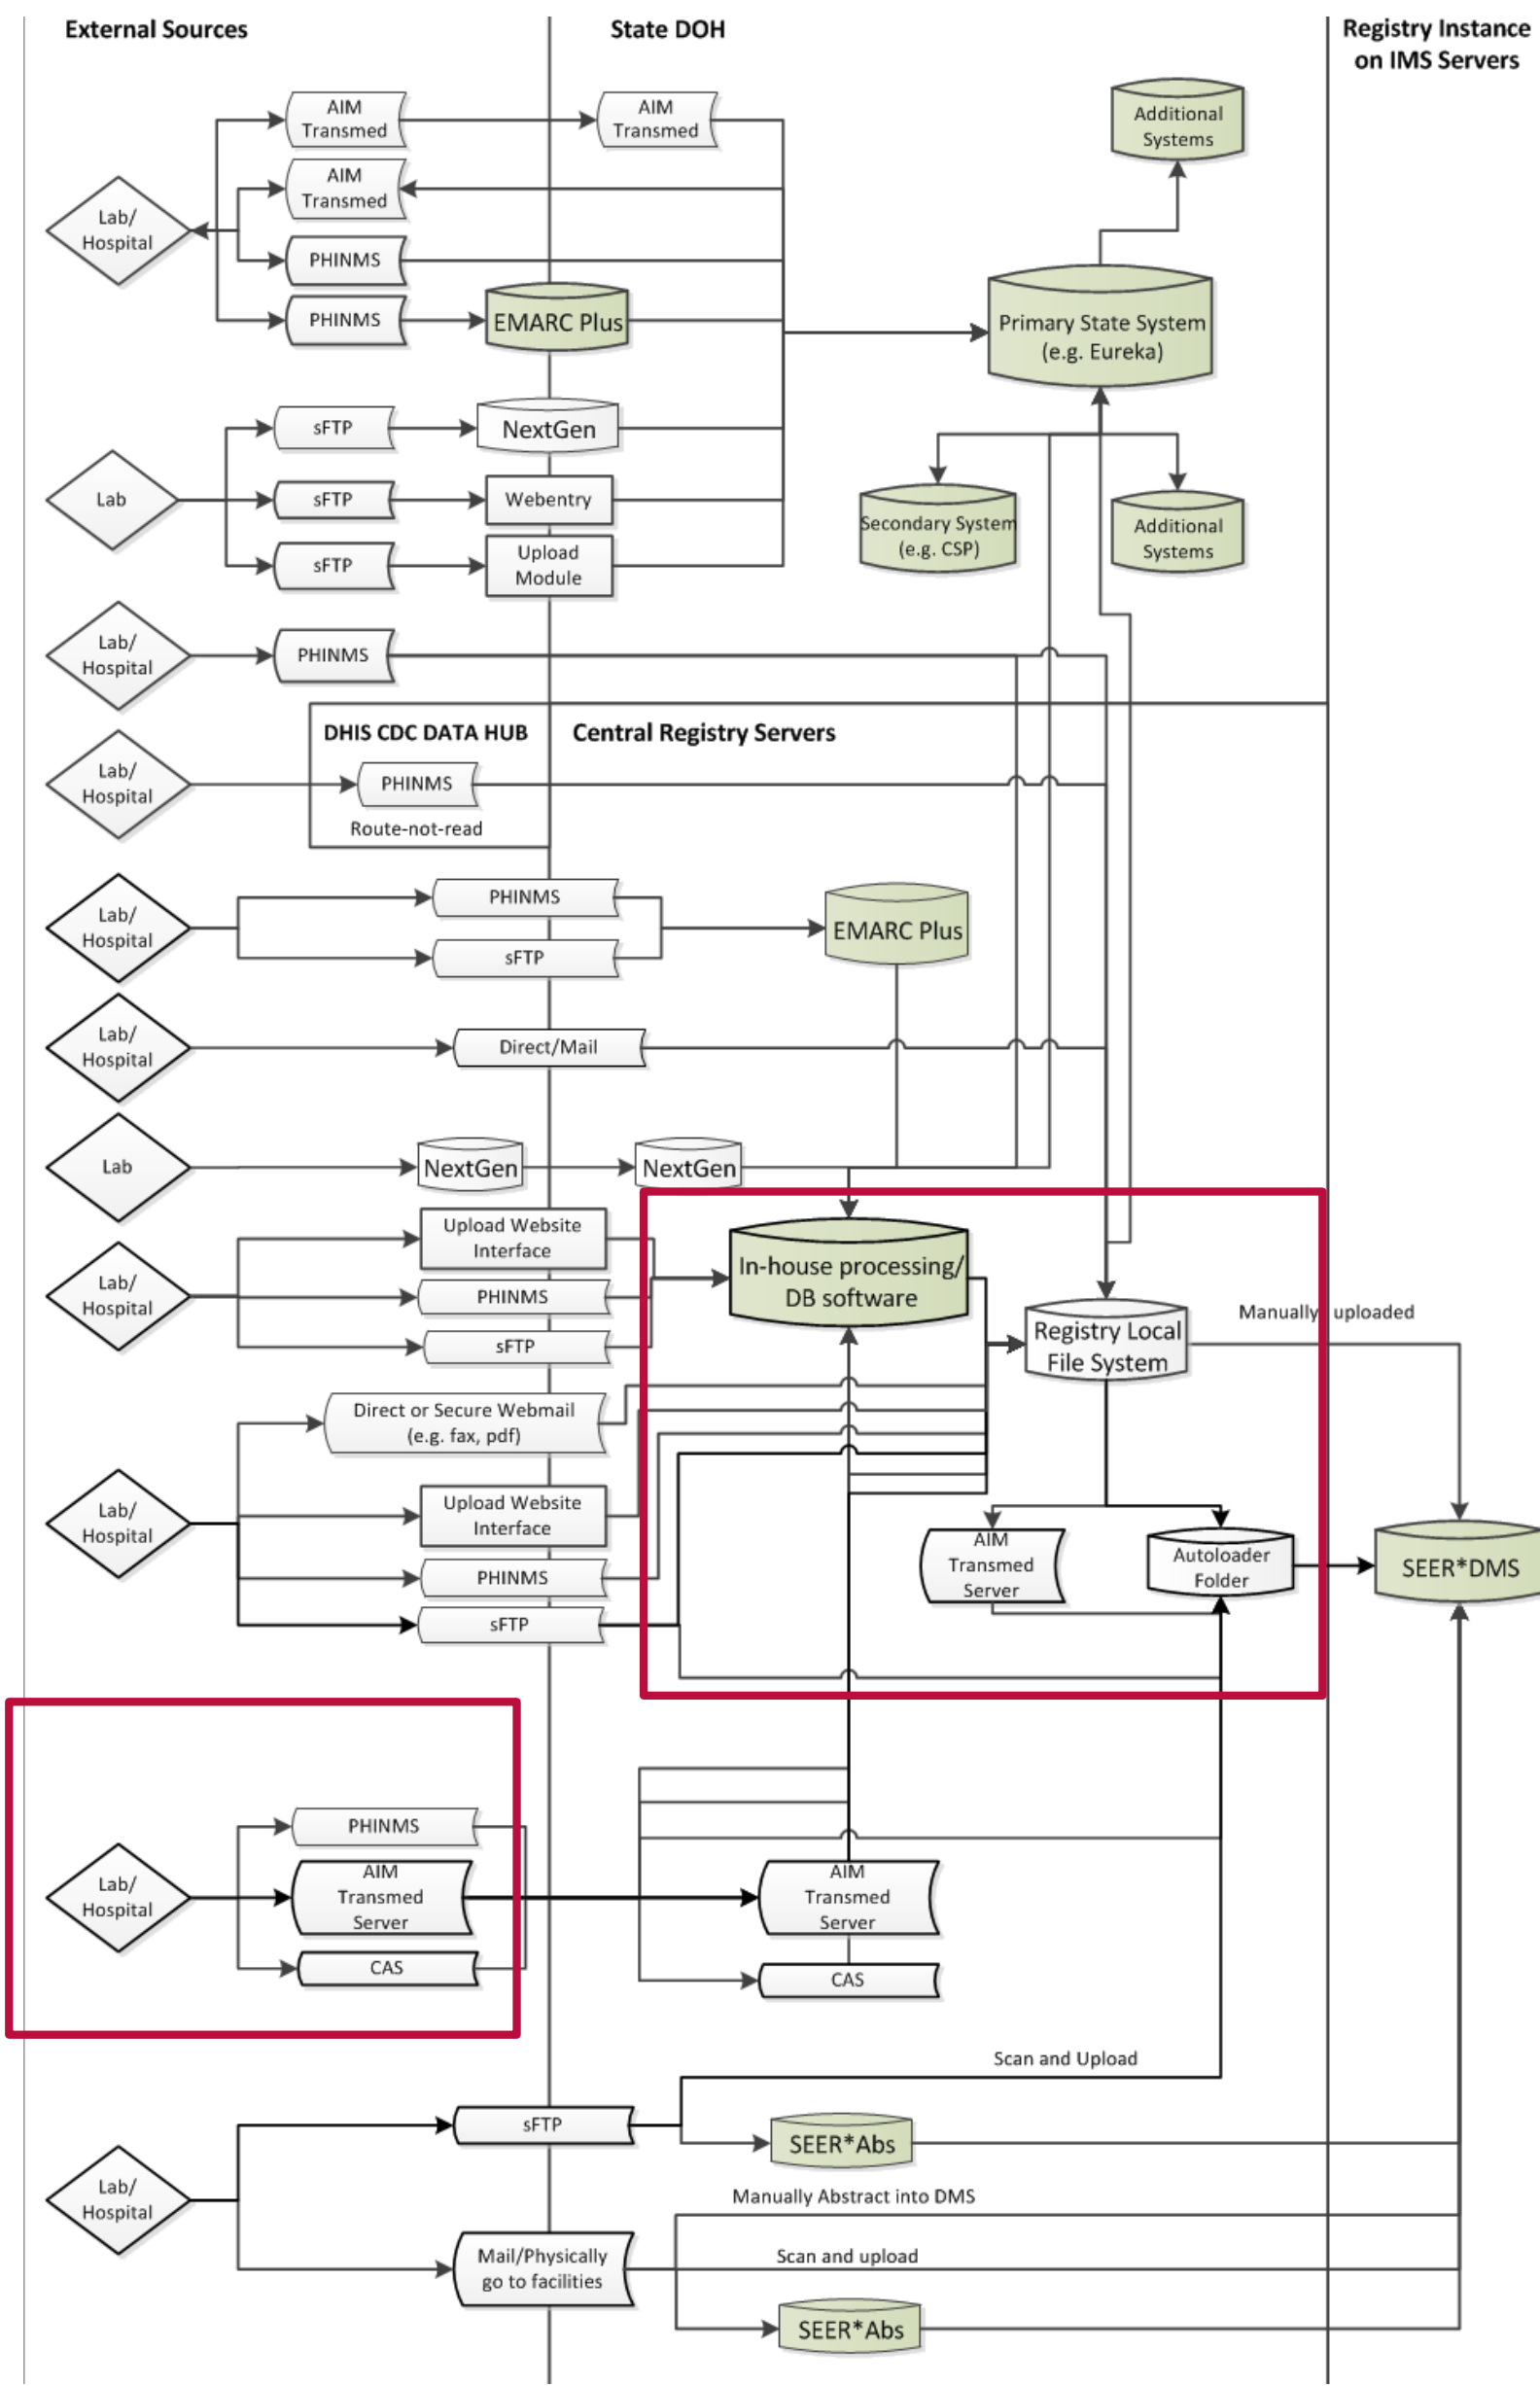 External Sources
State DOH
Registry Instance
on IMS Servers
AIM
Transmed
AIM
Transmed
Additional
Systems
AIM
Transmed
Lab/
Hospital
PHINMS
PHINMS
EMARC Plus
Primary State System
(e.g. Eureka)
sFTP
NextGen
Lab
sFTP
Webentry
Secondary System
(e.g. CSP)
Additional
Systems
sFTP
Upload
Module
Lab/
Hospital
PHINMS
DHIS CDC DATA HUB
Central Registry Servers
Lab/
Hospital
PHINMS
Route-not-read
Lab/
Hospital
PHINMS
sFTP
EMARC Plus
Lab/
Hospital
Direct/Mail
Lab
NextGen
NextGen
Lab/
Hospital
Upload Website
Interface
PHINMS
sFTP
In-house processing/
DB software
Registry Local
File System
Manually uploaded
Direct or Secure Webmail
(e.g. fax, pdf)
Lab/
Hospital
Upload Website
Interface
PHINMS
sFTP
AIM
Transmed
Server
Autoloader
Folder
SEER*DMS
Lab/
Hospital
PHINMS
AIM
Transmed
Server
CAS
AIM
Transmed
Server
CAS
Scan and Upload
sFTP
SEER*Abs
Lab/
Hospital
Manually Abstract into DMS
Mail/Physically
go to facilities
Scan and upload
SEER*Abs